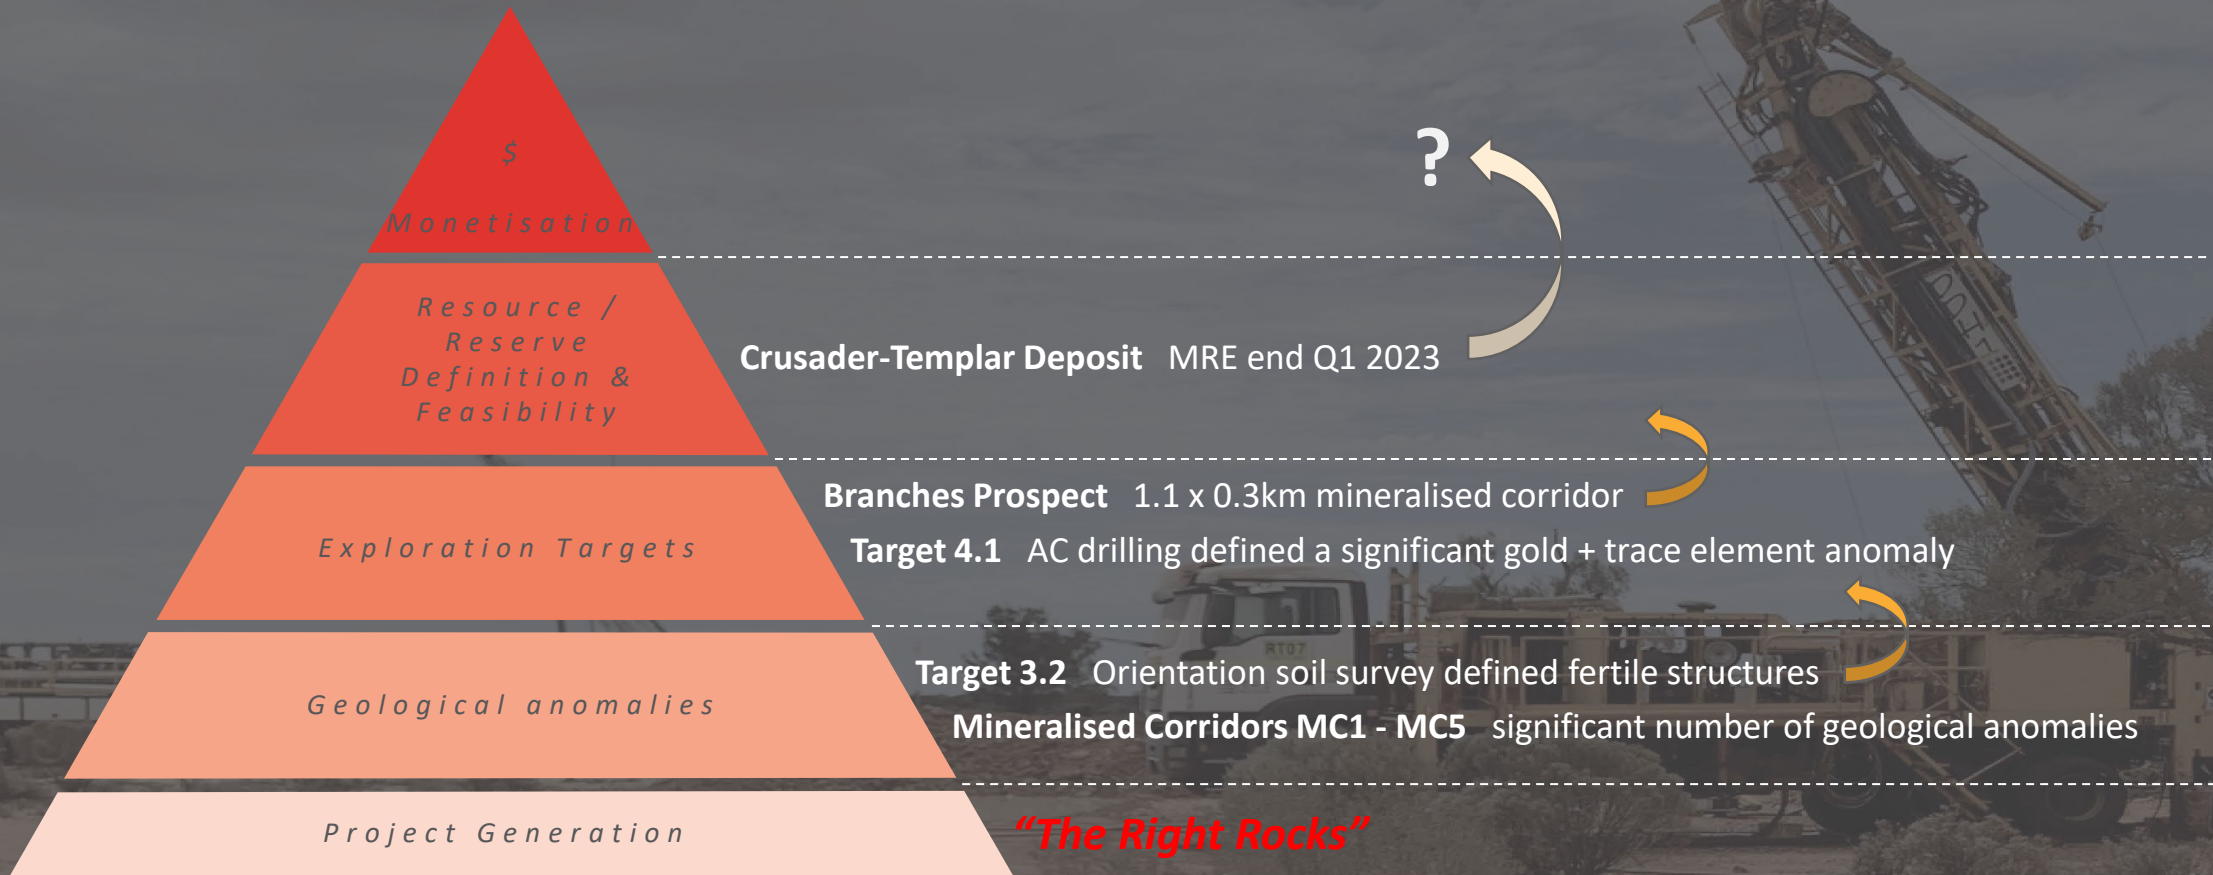 $
Monetisation
?
Resource /
Reserve
Definition &
Feasibility
Crusader-Templar Deposit MRE end Q1 2023
Branches Prospect 1.1 x 0.3km mineralised corridor
Exploration Targets
Target 4.1 AC drilling defined a significant gold + trace element anomaly
RT07
Target 3.2 Orientation soil survey defined fertile structures
Geological anomalies
Mineralised Corridors MC1 - MC5 significant number of geological anomalies
Project Generation
“The Right Rocks”